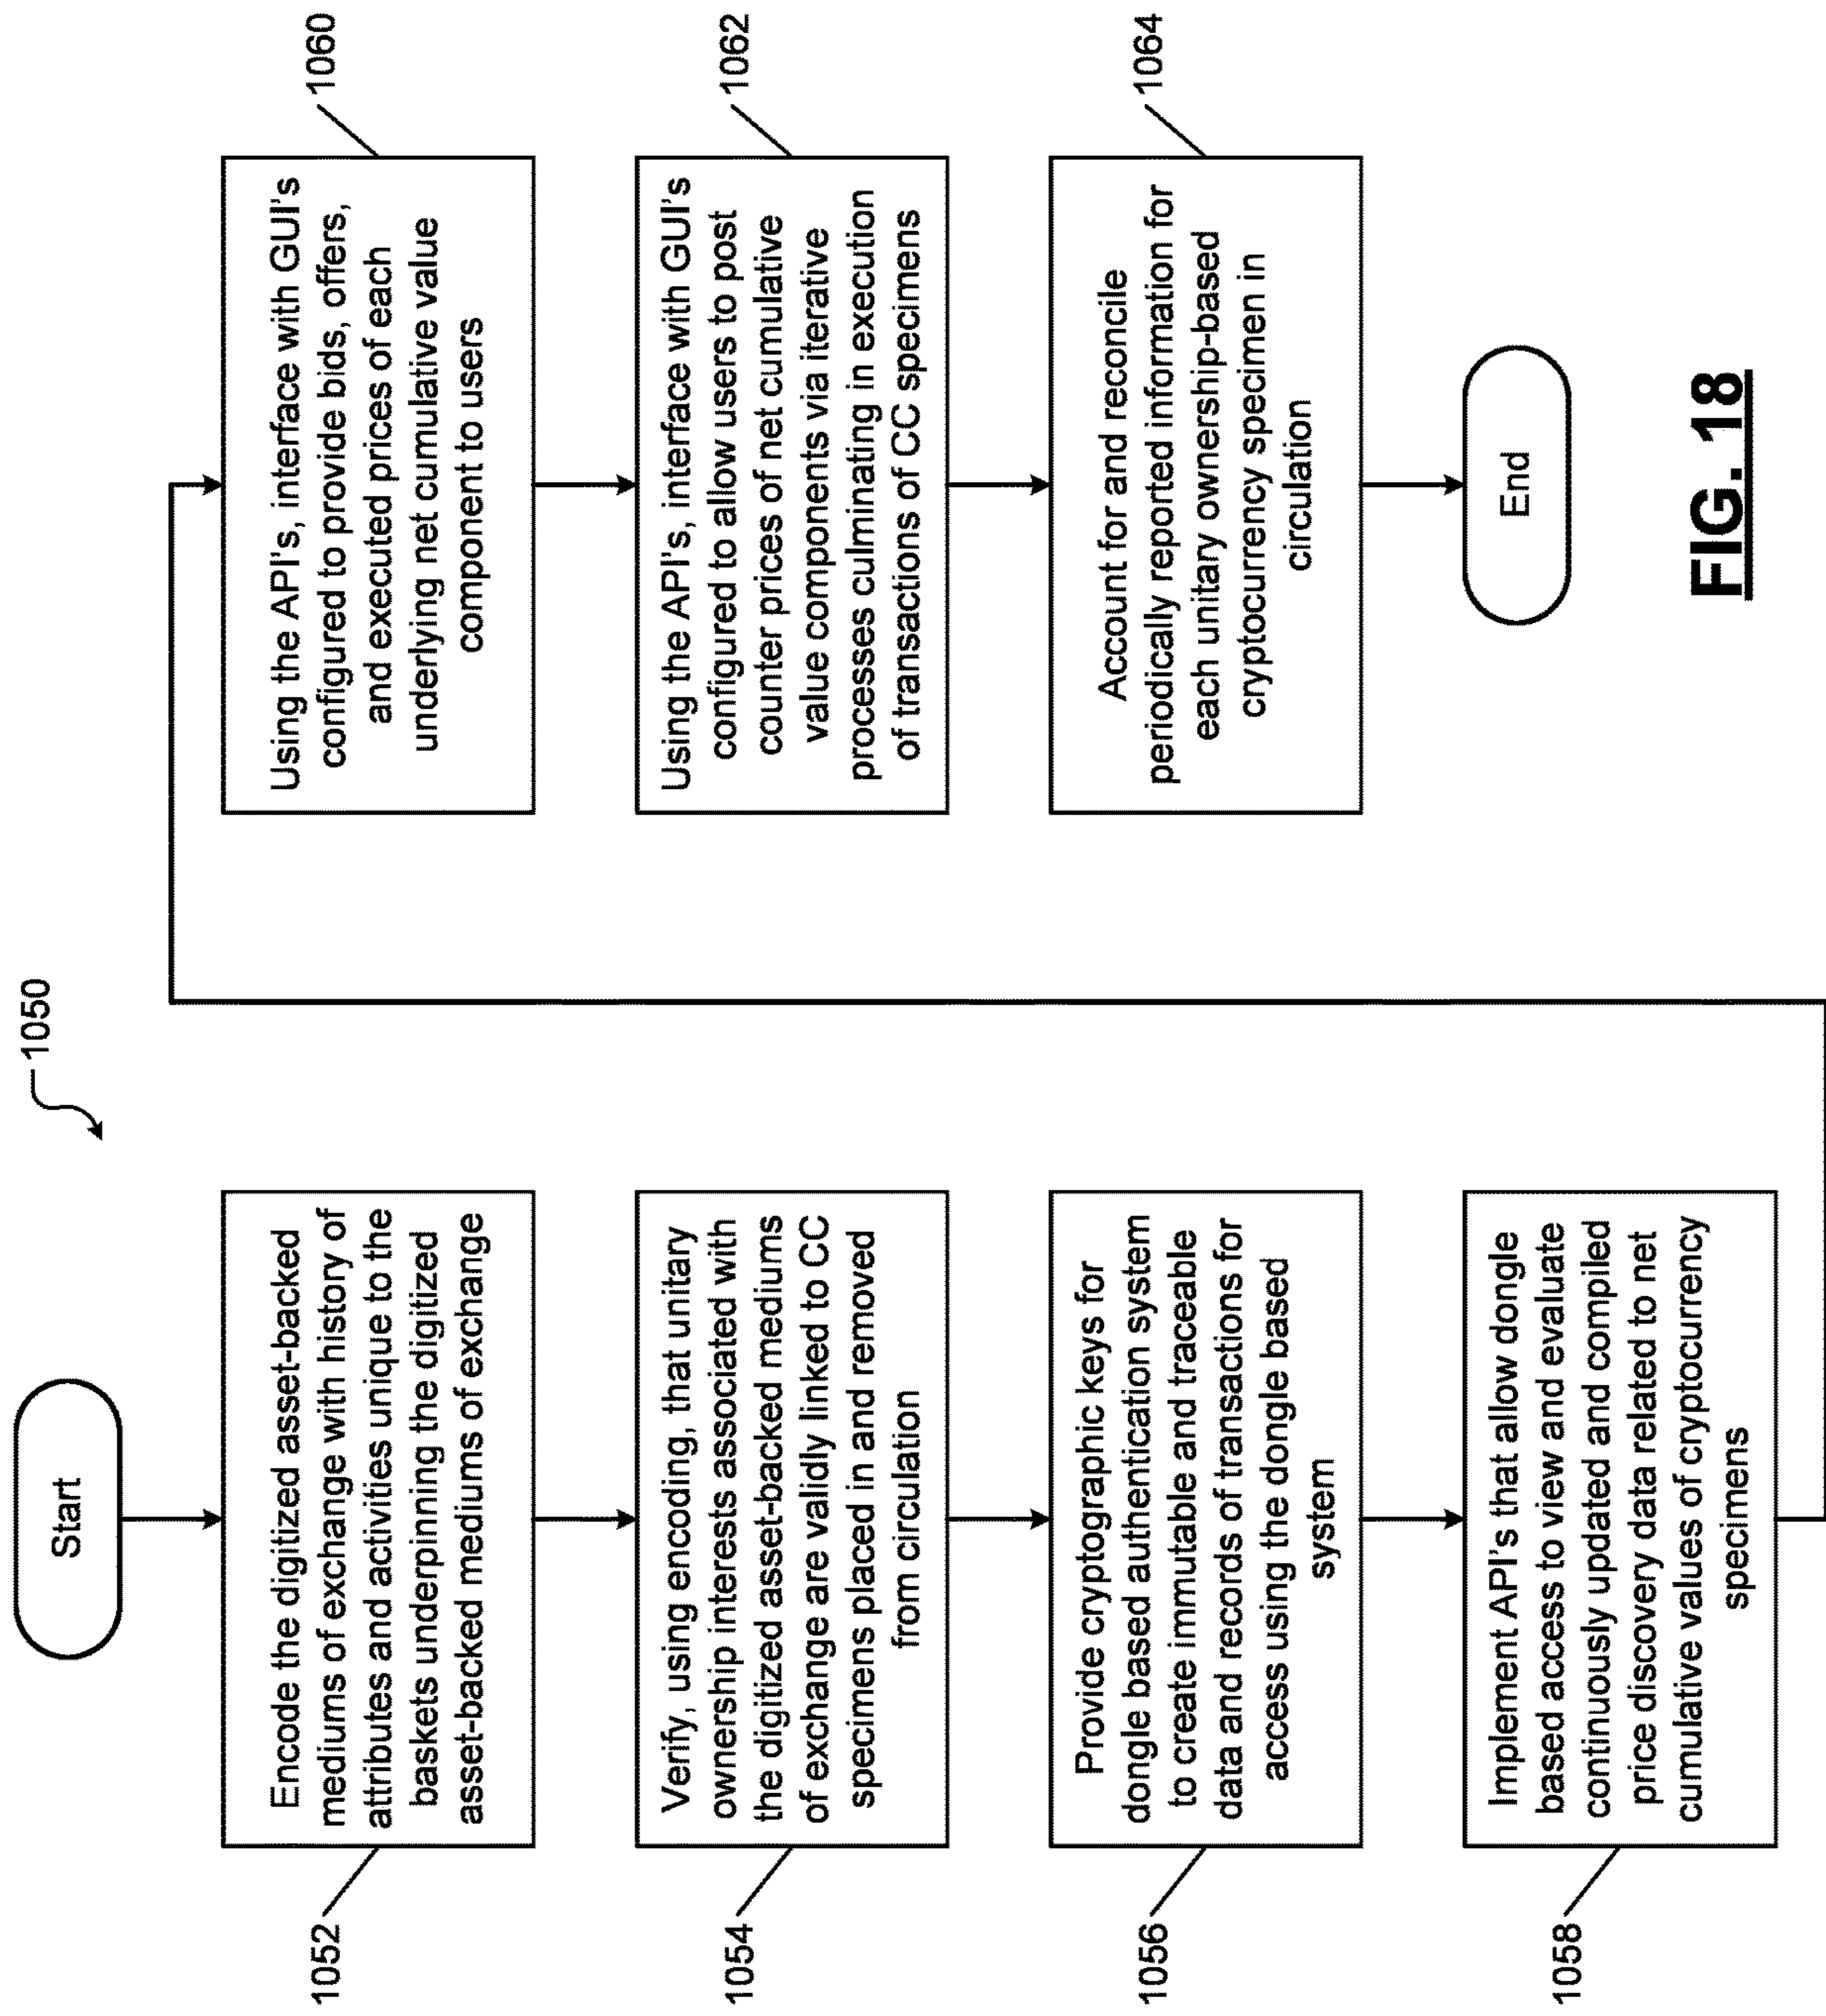 1050
Start
Encode the digitized asset-backed
mediums of exchange with history of
attributes and activities unique to the
baskets underpinning the digitized
asset-backed mediums of exchange
1052
Verify, using encoding, that unitary
ownership interests associated with
the digitized asset-backed mediums
of exchange are validly linked to CC
specimens placed in and removed
from circulation
1054
Provide cryptographic keys for
dongle based authentication system
to create immutable and traceable
data and records of transactions for
access using the dongle based
system
1056
Implement API's that allow dongle
based access to view and evaluate
continuously updated and compiled
price discovery data related to net
cumulative values of cryptocurrency
specimens
1058
Using the API's, interface with GUI's
configured to provide bids, offers,
and executed prices of each
underlying net cumulative value
component to users
1060
Using the API's, interface with GUI's
configured to allow users to post
counter prices of net cumulative
value components via iterative
processes culminating in execution
of transactions of CC specimens
1062
Account for and reconcile
periodically reported information for
each unitary ownership-based
cryptocurrency specimen in
circulation
1064
End
FIG. 18